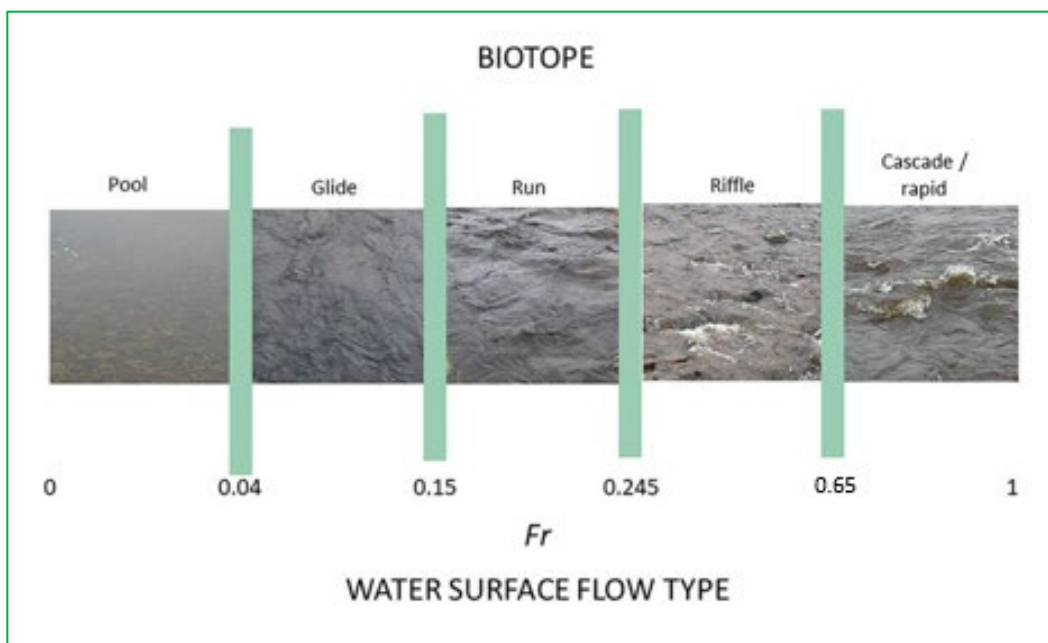 BIOTOPE
Pool
Glide
Run
Riffle
Cascade /
rapid
0
0.04
0.15
0.245
0.65
1
Fr
WATER SURFACE FLOW TYPE